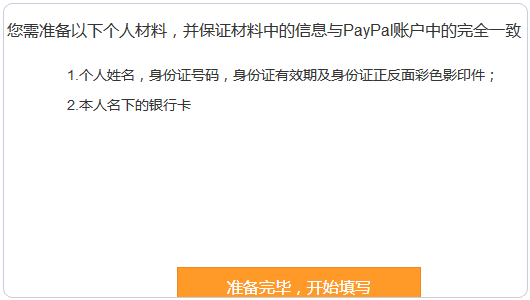 您需准备以下个人材料，并保证材料中的信息与PayPal账户中的完全一致
1.个人姓名，身份证号码，身份证有效期及身份证正反面彩色影印件；
2.本人名下的银行卡
准备完毕，开始填写